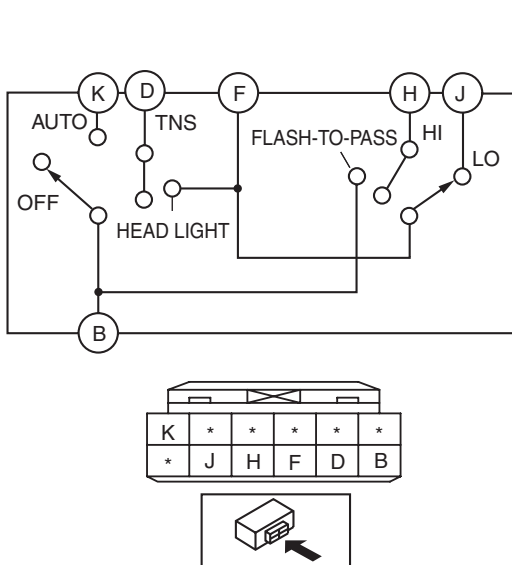 K D F H J
AUTO TNS
FLASH-TO-PASS HI
LO
OFF
HEAD LIGHT
B
K * * * * *
* J H F D B